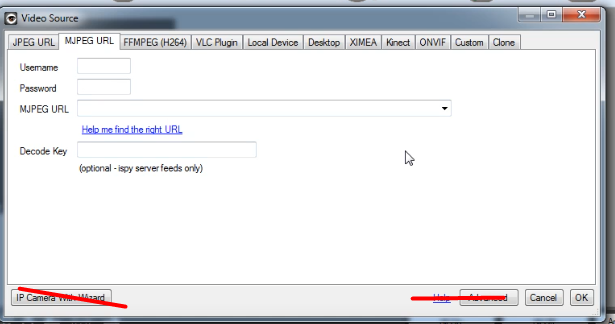 Video Source
JPEG URL MJPEG URL FFMPEG (H264) VLC Plugin Local Device Desktop XIMEA Kinect ONVIF Custom Clone
Username
Password
MJPEG URL
Help me find the right URL
Decode Key
(optional - ispy server feeds only)
IP Camera With Wizard Help Advanced Cancel OK